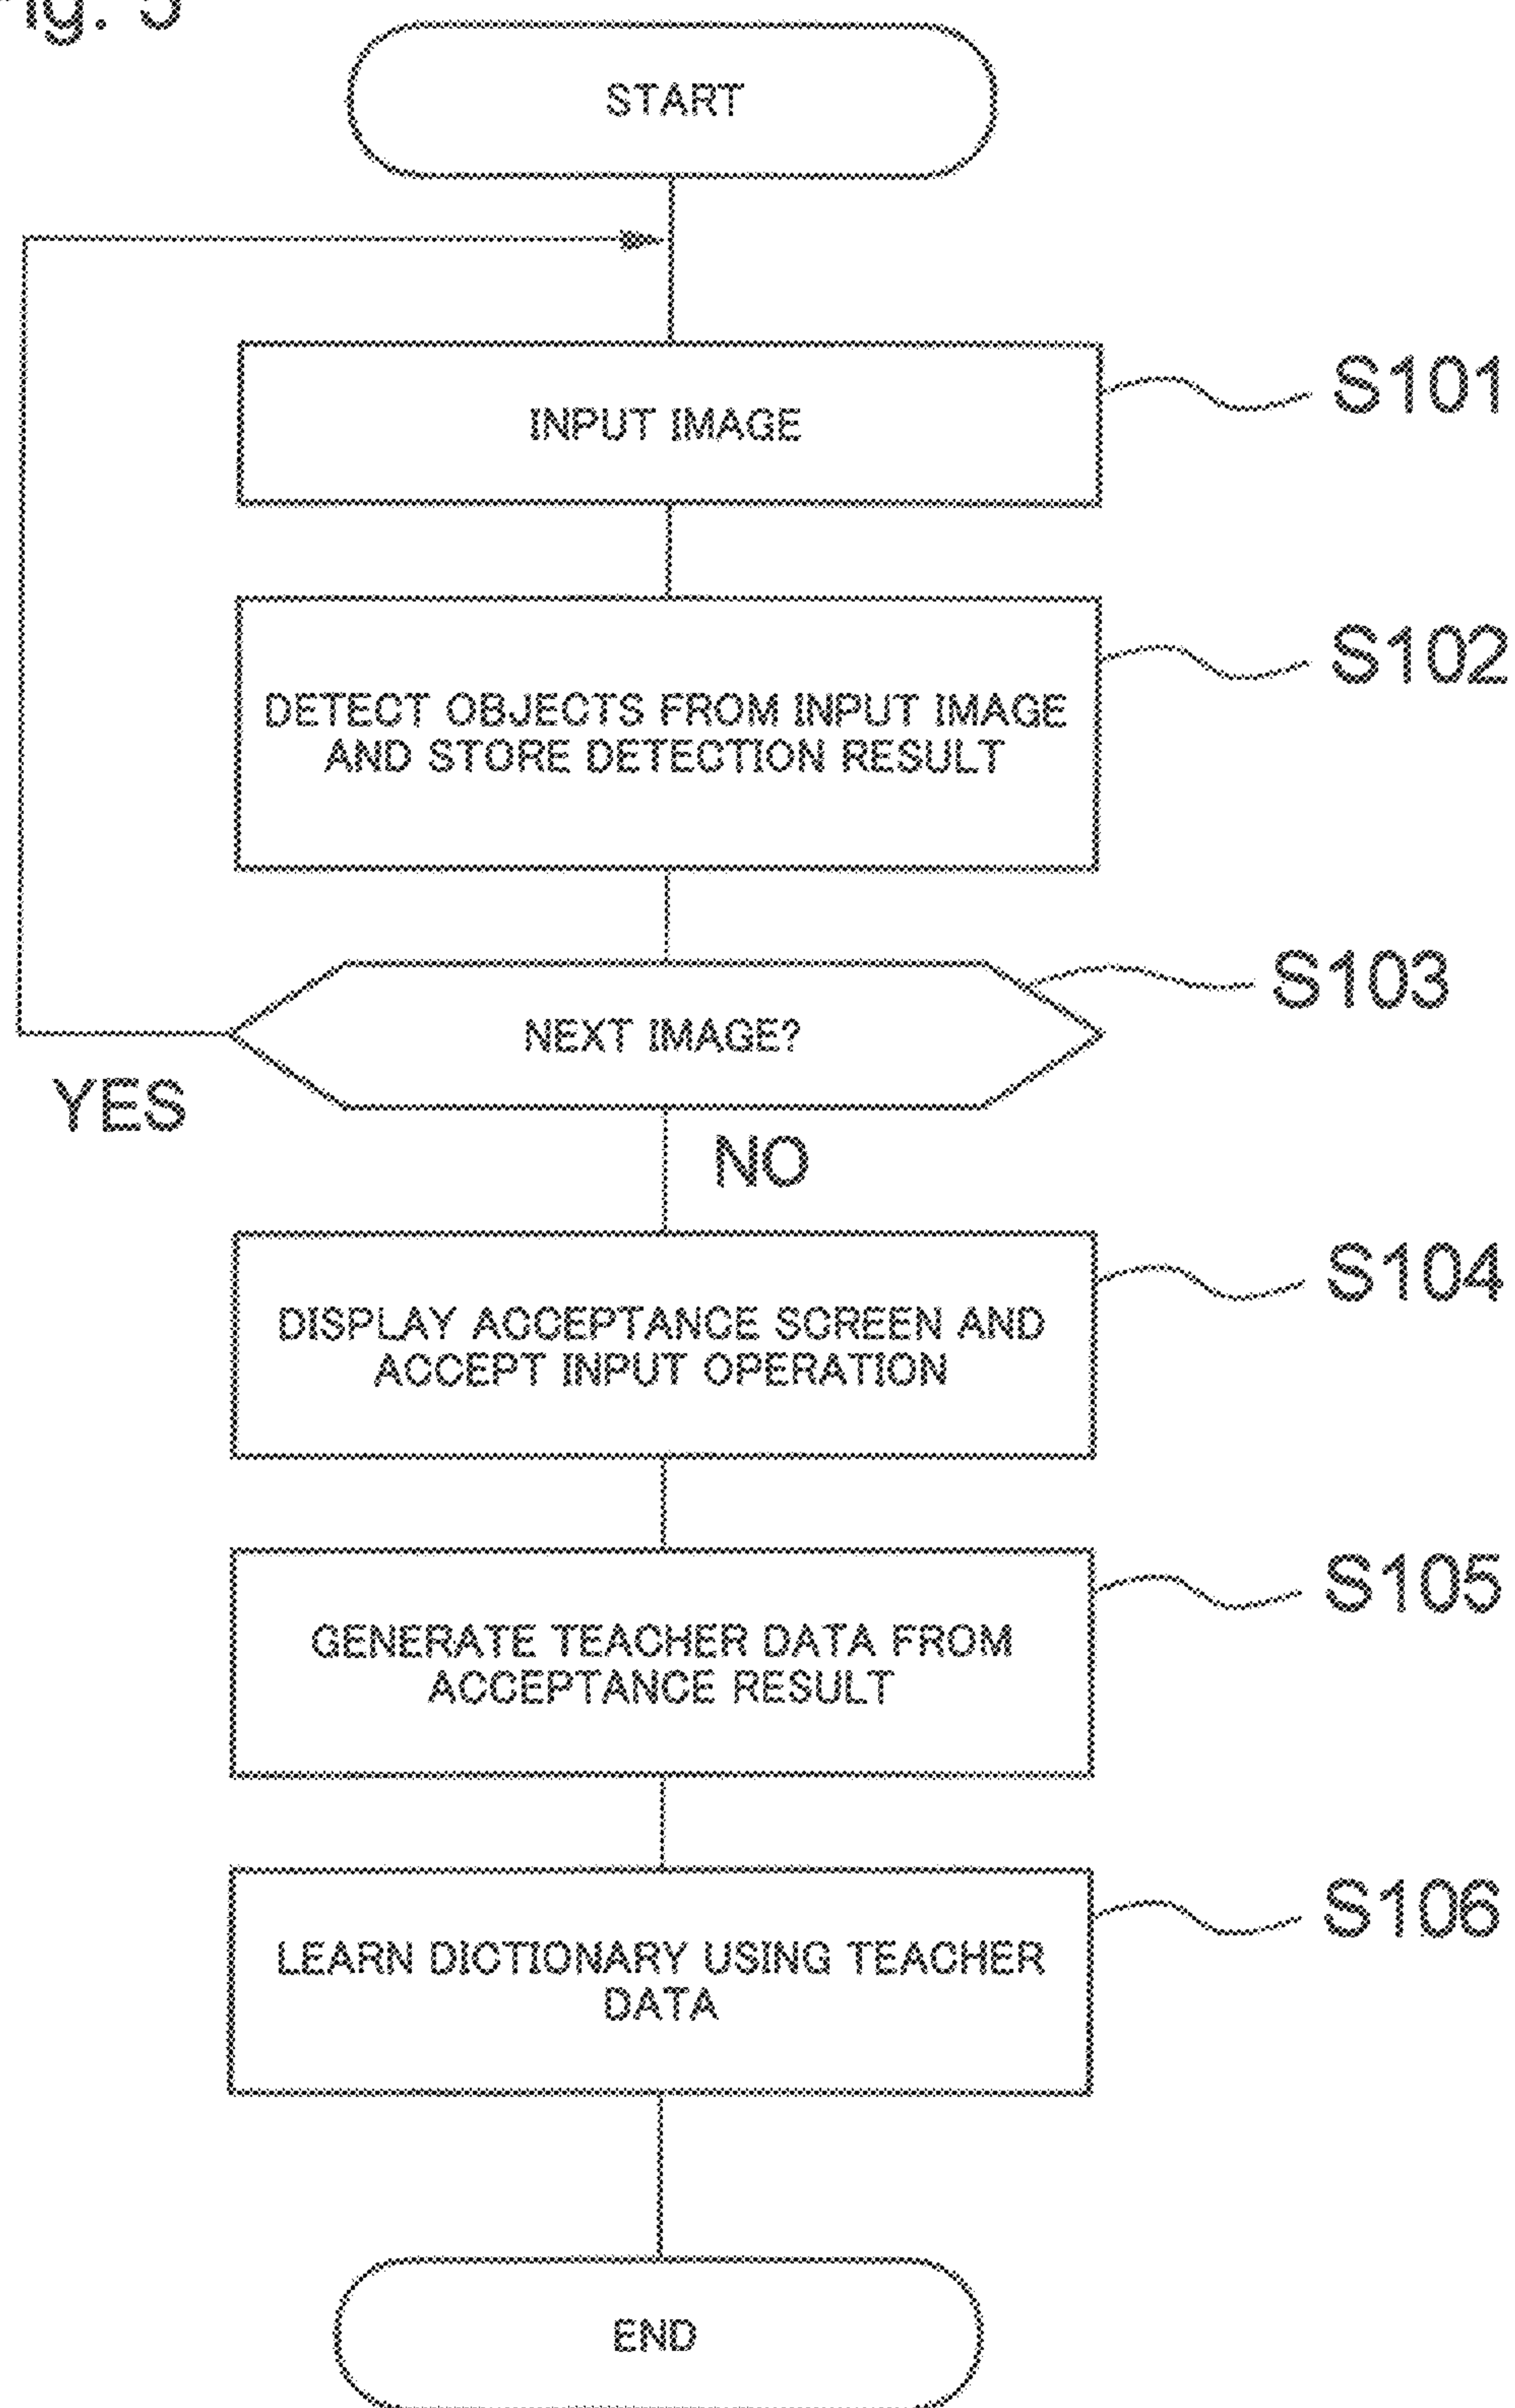 Fig. 5
START
INPUT IMAGE
S101
DETECT OBJECTS FROM INPUT IMAGE
AND STORE DETECTION RESULT
S102
NEXT IMAGE?
S103
YES
NO
DISPLAY ACCEPTANCE SCREEN AND
ACCEPT INPUT OPERATION
S104
GENERATE TEACHER DATA FROM
ACCEPTANCE RESULT
S105
LEARN DICTIONARY USING TEACHER
DATA
S106
END